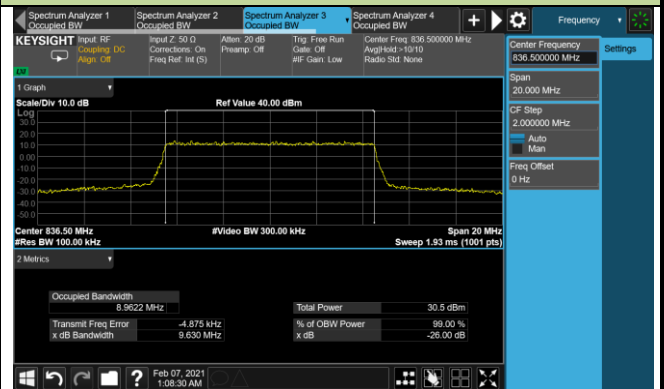 Spectrum Analyzer 1
Occupied BW
Spectrum Analyzer 2
Occupied BW
Spectrum Analyzer 3
Occupied BW
Spectrum Analyzer 4
Occupied BW
Frequency
KEYSIGHT
Input: RF
Coupling: DC
Align: Off
Input Z: 50 Ω
Corrections: On
Freq Ref: Int (S)
Atten: 20 dB
Preamp: Off
Trig: Free Run
Gate: Off
#IF Gain: Low
Center Freq: 836.500000 MHz
Avg|Hold:>10/10
Radio Std: None
Center Frequency
836.500000 MHz
Settings
Span
20.000 MHz
CF Step
2.000000 MHz
Auto
Man
Freq Offset
0 Hz
1 Graph
Scale/Div 10.0 dB
Ref Value 40.00 dBm
Log
30.0
20.0
10.0
0.00
-10.0
-20.0
-30.0
-40.0
-50.0
Center 836.50 MHz
#Video BW 300.00 kHz
Span 20 MHz
#Res BW 100.00 kHz
Sweep 1.93 ms (1001 pts)
2 Metrics
Occupied Bandwidth
8.9622 MHz
Total Power
30.5 dBm
Transmit Freq Error
-4.875 kHz
% of OBW Power
99.00 %
x dB Bandwidth
9.630 MHz
x dB
-26.00 dB
?
Feb 07, 2021
1:08:30 AM